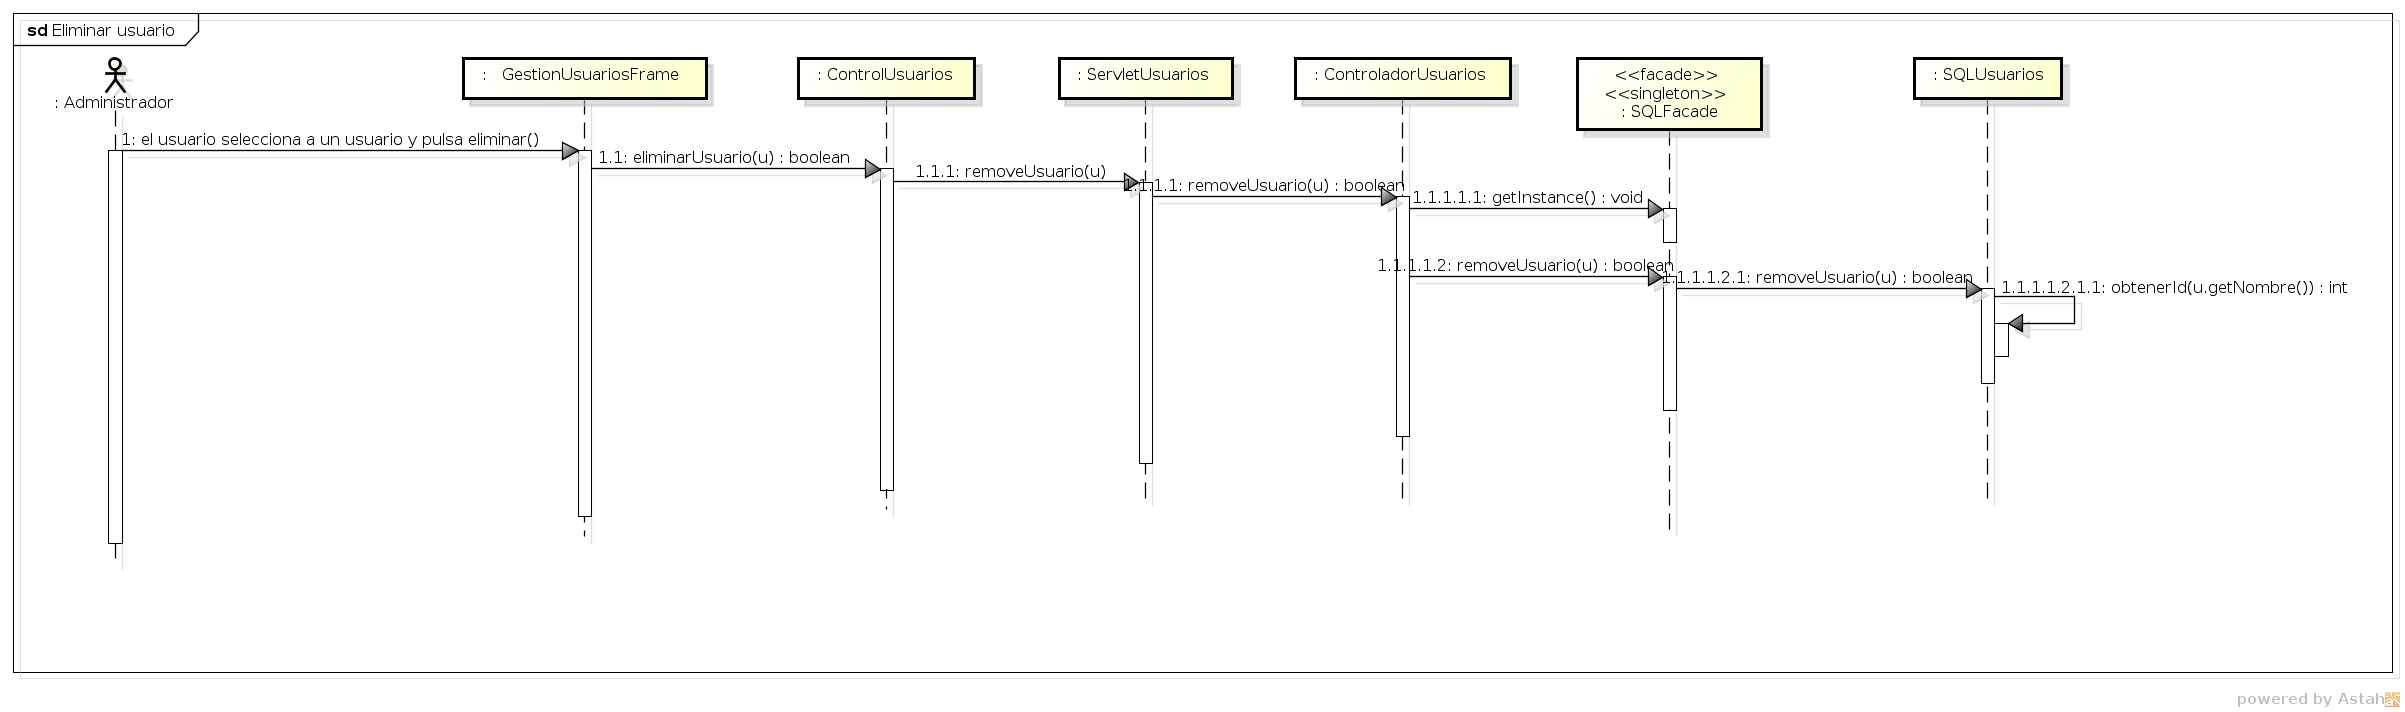 sd Eliminar usuario
: Administrador
: GestionUsuariosFrame
: ControlUsuarios
: ServletUsuarios
: ControladorUsuarios
<<facade>>
<<singleton>>
: SQLFacade
: SQLUsuarios
1: el usuario selecciona a un usuario y pulsa eliminar()
1.1: eliminarUsuario(u) : boolean
1.1.1: removeUsuario(u)
1.1.1.1: removeUsuario(u) : boolean
1.1.1.1.1: getInstance() : void
1.1.1.1.2: removeUsuario(u) : boolean
1.1.1.1.2.1: removeUsuario(u) : boolean
1.1.1.1.2.1.1: obtenerId(u.getNombre()) : int
powered by Astah